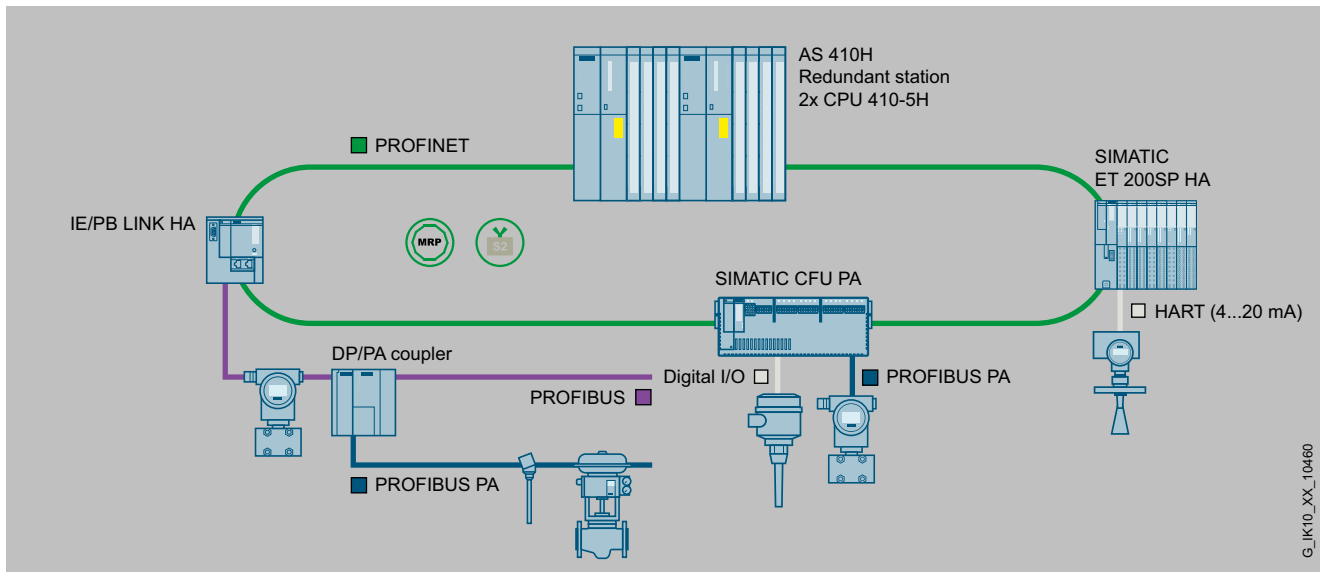 AS 410H
Redundant station
2x CPU 410-5H
PROFINET
SIMATIC
ET 200SP HA
IE/PB LINK HA
MRP
S2
SIMATIC CFU PA
HART (4...20 mA)
DP/PA coupler
Digital I/O
PROFIBUS PA
PROFIBUS
PROFIBUS PA
G_IK10_XX_10460